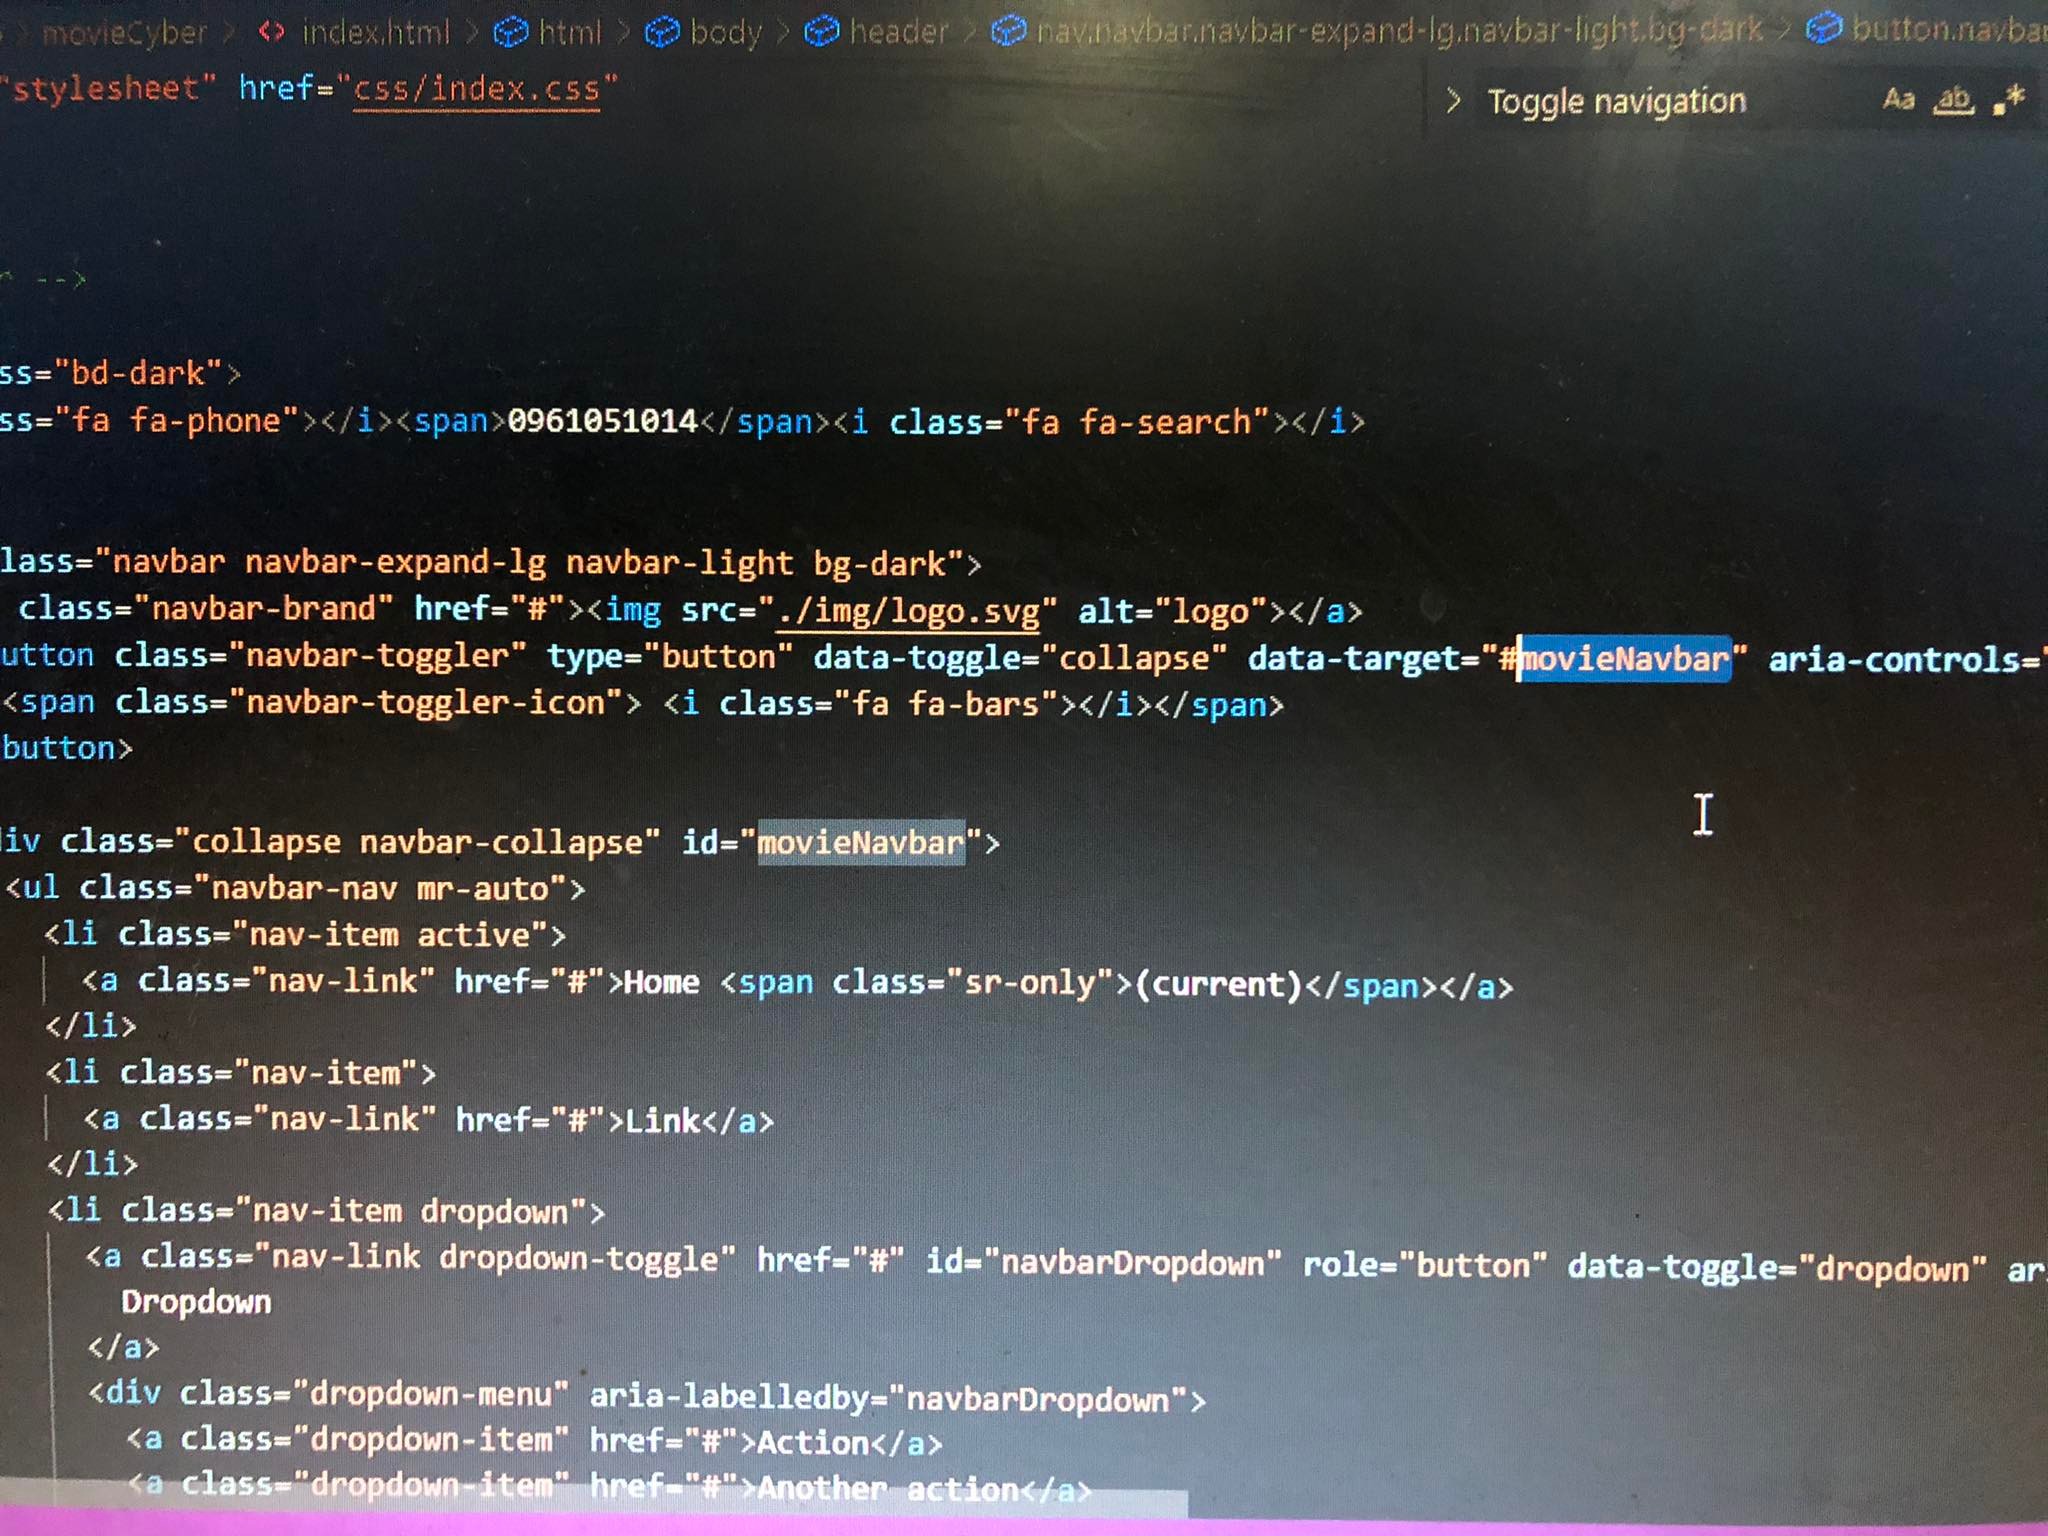 movieCyber > <> index.html > html > body > header > nav.navbar.navbar-expand-lg.navbar-light.bg-dark > button.navba
"stylesheet" href="css/index.css"
> Toggle navigation Aa ab .*
-->
ss="bd-dark">
ss="fa fa-phone"></i><span>0961051014</span><i class="fa fa-search"></i>
lass="navbar navbar-expand-lg navbar-light bg-dark">
class="navbar-brand" href="#"><img src="./img/logo.svg" alt="logo"></a>
utton class="navbar-toggler" type="button" data-toggle="collapse" data-target="#movieNavbar" aria-controls="
<span class="navbar-toggler-icon"> <i class="fa fa-bars"></i></span>
button>
iv class="collapse navbar-collapse" id="movieNavbar">
<ul class="navbar-nav mr-auto">
<li class="nav-item active">
<a class="nav-link" href="#">Home <span class="sr-only">(current)</span></a>
</li>
<li class="nav-item">
<a class="nav-link" href="#">Link</a>
</li>
<li class="nav-item dropdown">
<a class="nav-link dropdown-toggle" href="#" id="navbarDropdown" role="button" data-toggle="dropdown" ar
Dropdown
</a>
<div class="dropdown-menu" aria-labelledby="navbarDropdown">
<a class="dropdown-item" href="#">Action</a>
<a class="dropdown-item" href="#">Another action</a>